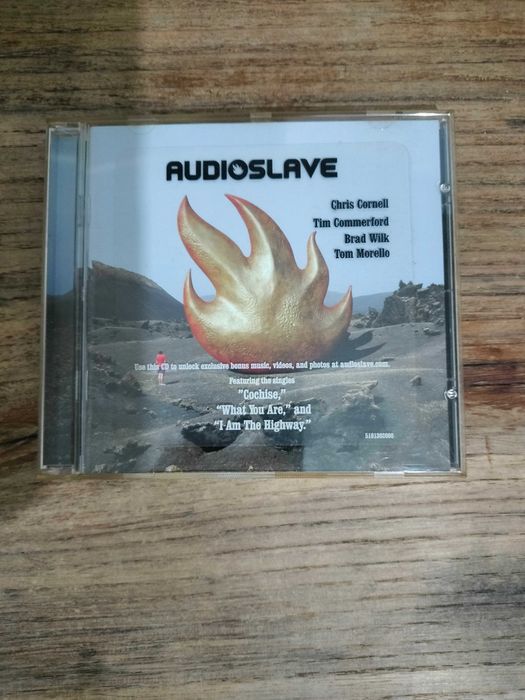 AUDIOSLAVE
Chris Cornell
Tim Commerford
Brad Wilk
Tom Morello
Use this CD to unlock exclusive bonus music, videos, and photos at audioslave.com.
Featuring the singles
"Cochise,"
"What You Are," and
"I Am The Highway."
5101302000